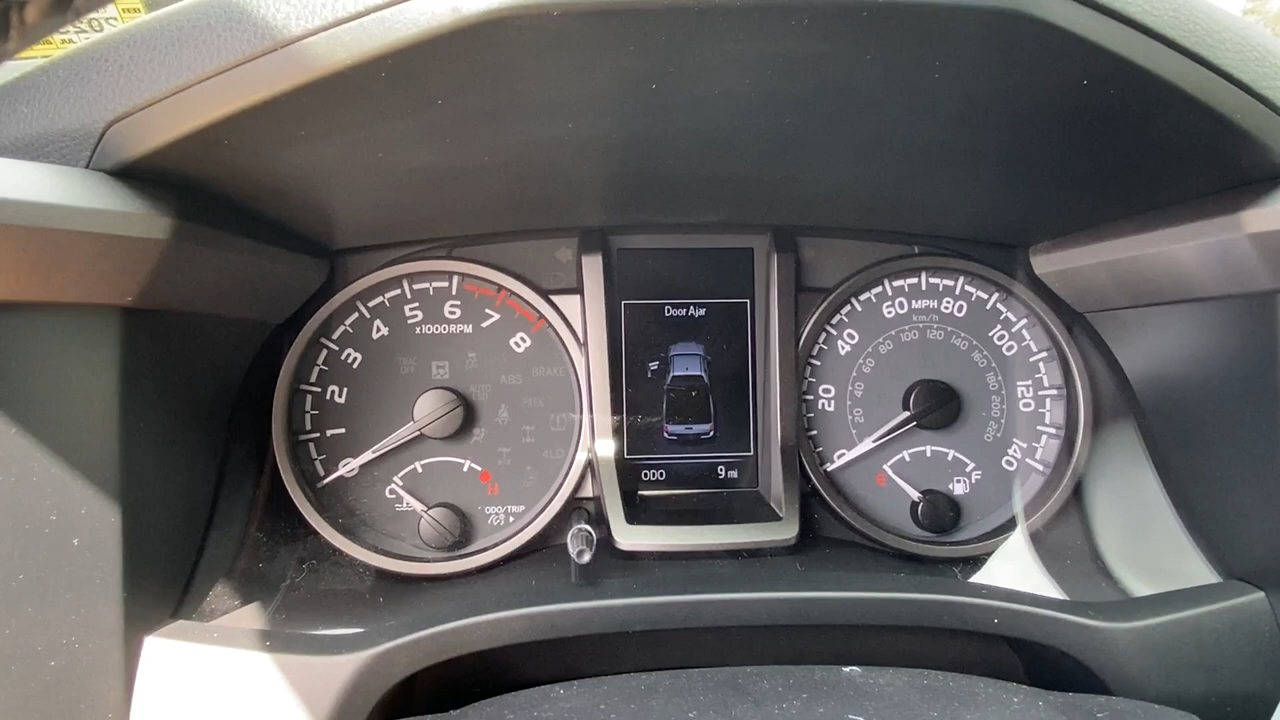 JUL
x1000RPM
0
1
2
3
4
5
6
7
8
TRAC
OFF
ABS
BRAKE
AUTO
LSD
PARK
4LO
H
ODO/TRIP
Door Ajar
ODO 9 mi
MPH
km/h
0
20
40
60
80
100
120
140
20
40
60
80
100
120
140
160
180
200
220
E
F